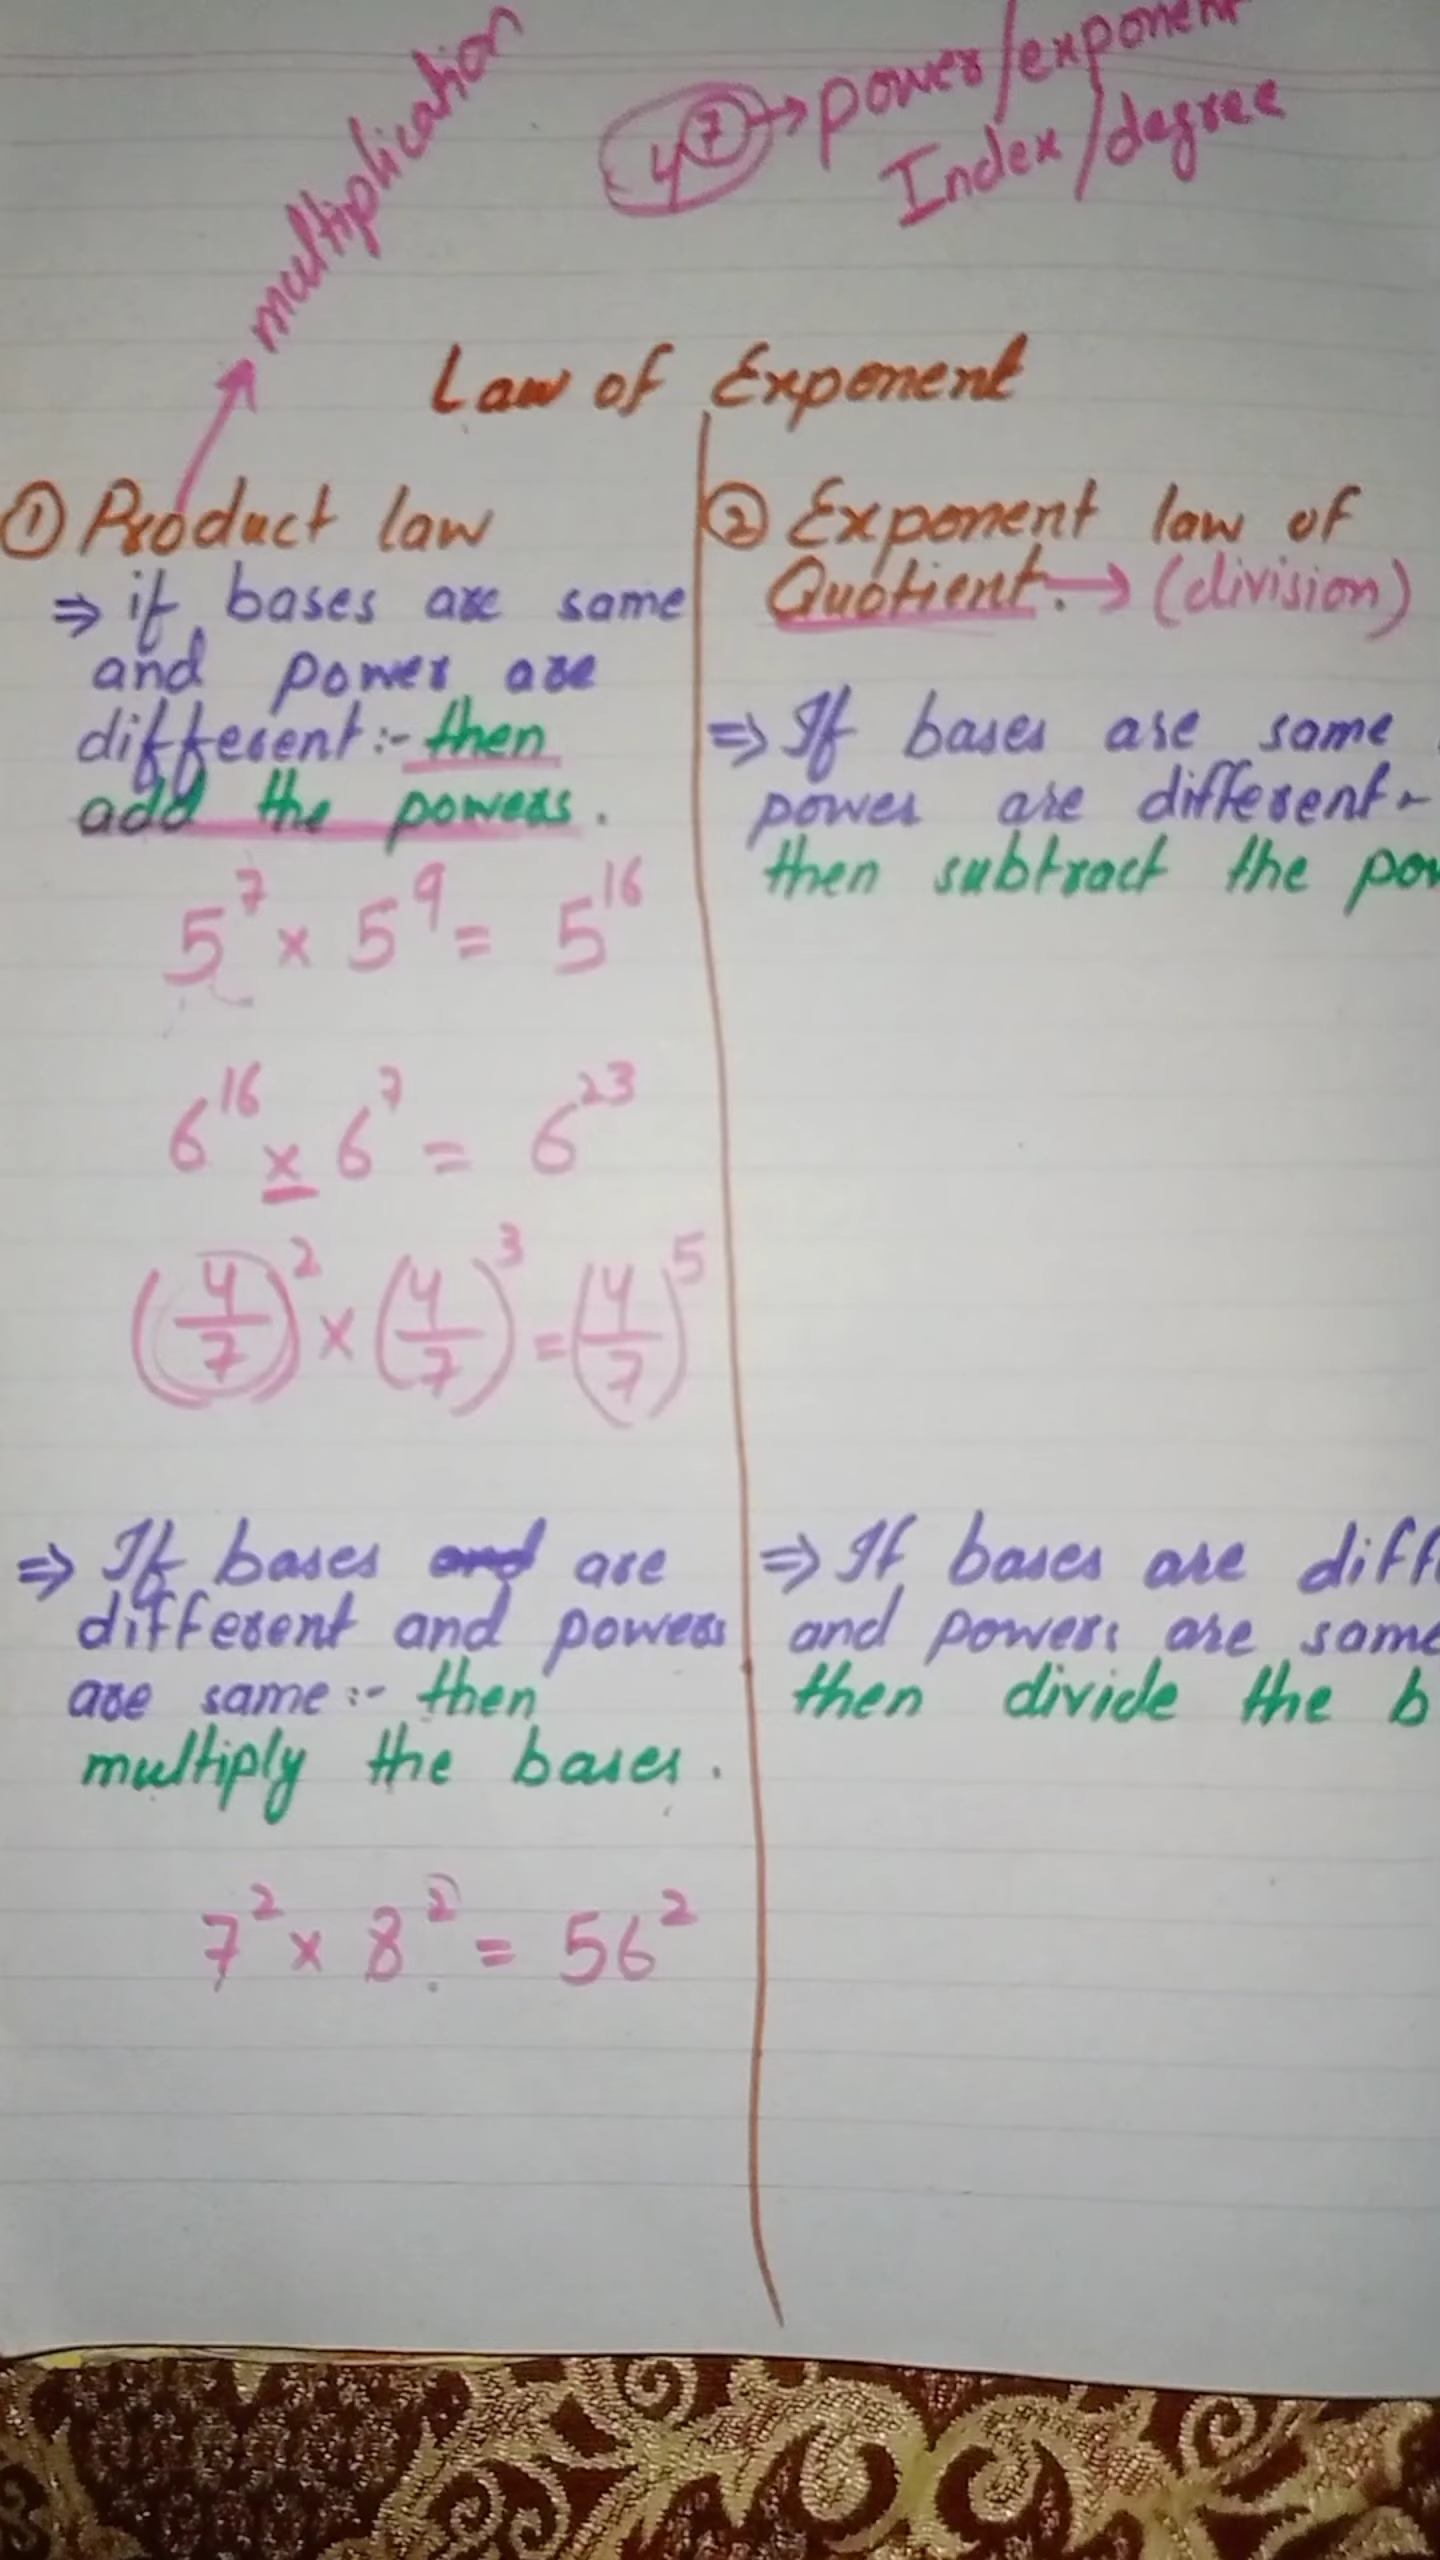 multiplication
4⁷ → power/exponent
Index/degree
Law of Exponent
① Product law
⇒ if bases are same
and power are
different:- then
add the powers.
5⁷ × 5⁹ = 5¹⁶
6¹⁶ × 6⁷ = 6²³
(4/7)² × (4/7)³ = (4/7)⁵
⇒ If bases are
different and powers
are same :- then
multiply the bases.
7² × 8² = 56²
② Exponent law of
Quotient. → (division)
⇒ If bases are same
power are different-
then subtract the pow
⇒ If bases are diff
and powers are same
then divide the b